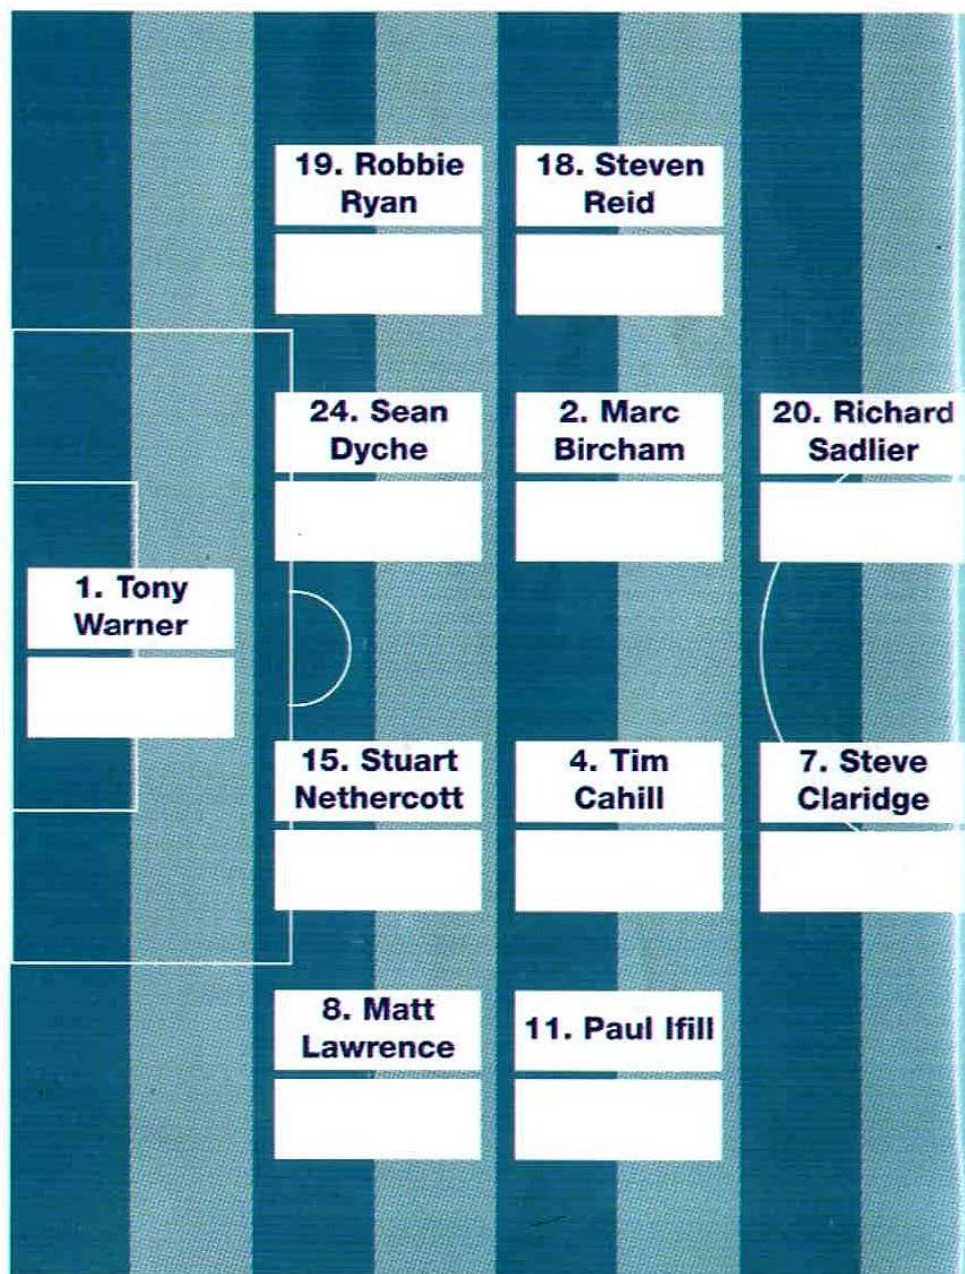 19. Robbie
Ryan
18. Steven
Reid
24. Sean
Dyche
2. Marc
Bircham
20. Richard
Sadlier
1. Tony
Warner
15. Stuart
Nethercott
4. Tim
Cahill
7. Steve
Claridge
8. Matt
Lawrence
11. Paul Ifill